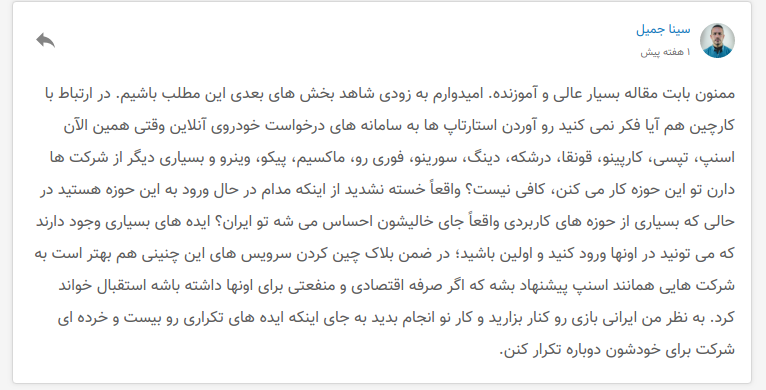 سینا جمیل
۱ هفته پیش
ممنون بابت مقاله بسیار عالی و آموزنده. امیدوارم به زودی شاهد بخش های بعدی این مطلب باشیم. در ارتباط با
کارچین هم آیا فکر نمی کنید رو آوردن استارتاپ ها به سامانه های درخواست خودروی آنلاین وقتی همین الآن
اسنپ، تپسی، کارپینو، قونقا، درشکه، دینگ، سورینو، فوری رو، ماکسیم، پیکو، وینرو و بسیاری دیگر از شرکت ها
دارن تو این حوزه کار می کنن، کافی نیست؟ واقعاً خسته نشدید از اینکه مدام در حال ورود به این حوزه هستید در
حالی که بسیاری از حوزه های کاربردی واقعاً جای خالیشون احساس می شه تو ایران؟ ایده های بسیاری وجود دارند
که می تونید در اونها ورود کنید و اولین باشید؛ در ضمن بلاک چین کردن سرویس های این چنینی هم بهتر است به
شرکت هایی همانند اسنپ پیشنهاد بشه که اگر صرفه اقتصادی و منفعتی برای اونها داشته باشه استقبال خواند
کرد. به نظر من ایرانی بازی رو کنار بزارید و کار نو انجام بدید به جای اینکه ایده های تکراری رو بیست و خرده ای
شرکت برای خودشون دوباره تکرار کنن.